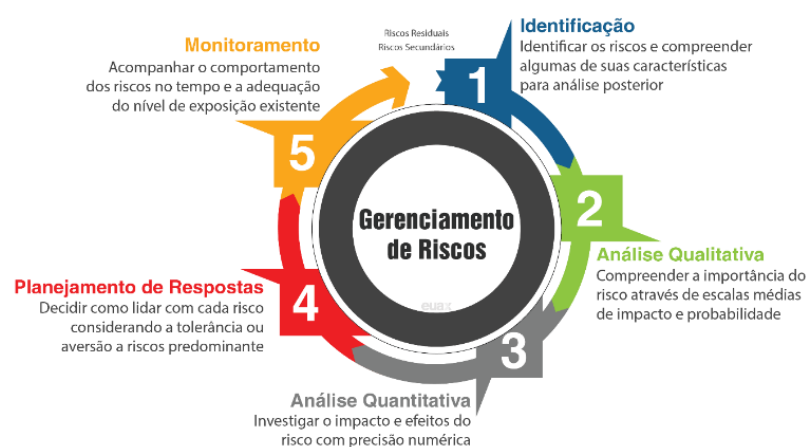 Riscos Residuais
Riscos Secundários
1
Identificação
Identificar os riscos e compreender
algumas de suas características
para análise posterior
2
Análise Qualitativa
Compreender a importância do
risco através de escalas médias
de impacto e probabilidade
3
Análise Quantitativa
Investigar o impacto e efeitos do
risco com precisão numérica
4
Planejamento de Respostas
Decidir como lidar com cada risco
considerando a tolerância ou
aversão a riscos predominante
5
Monitoramento
Acompanhar o comportamento
dos riscos no tempo e a adequação
do nível de exposição existente
Gerenciamento
de Riscos
euax